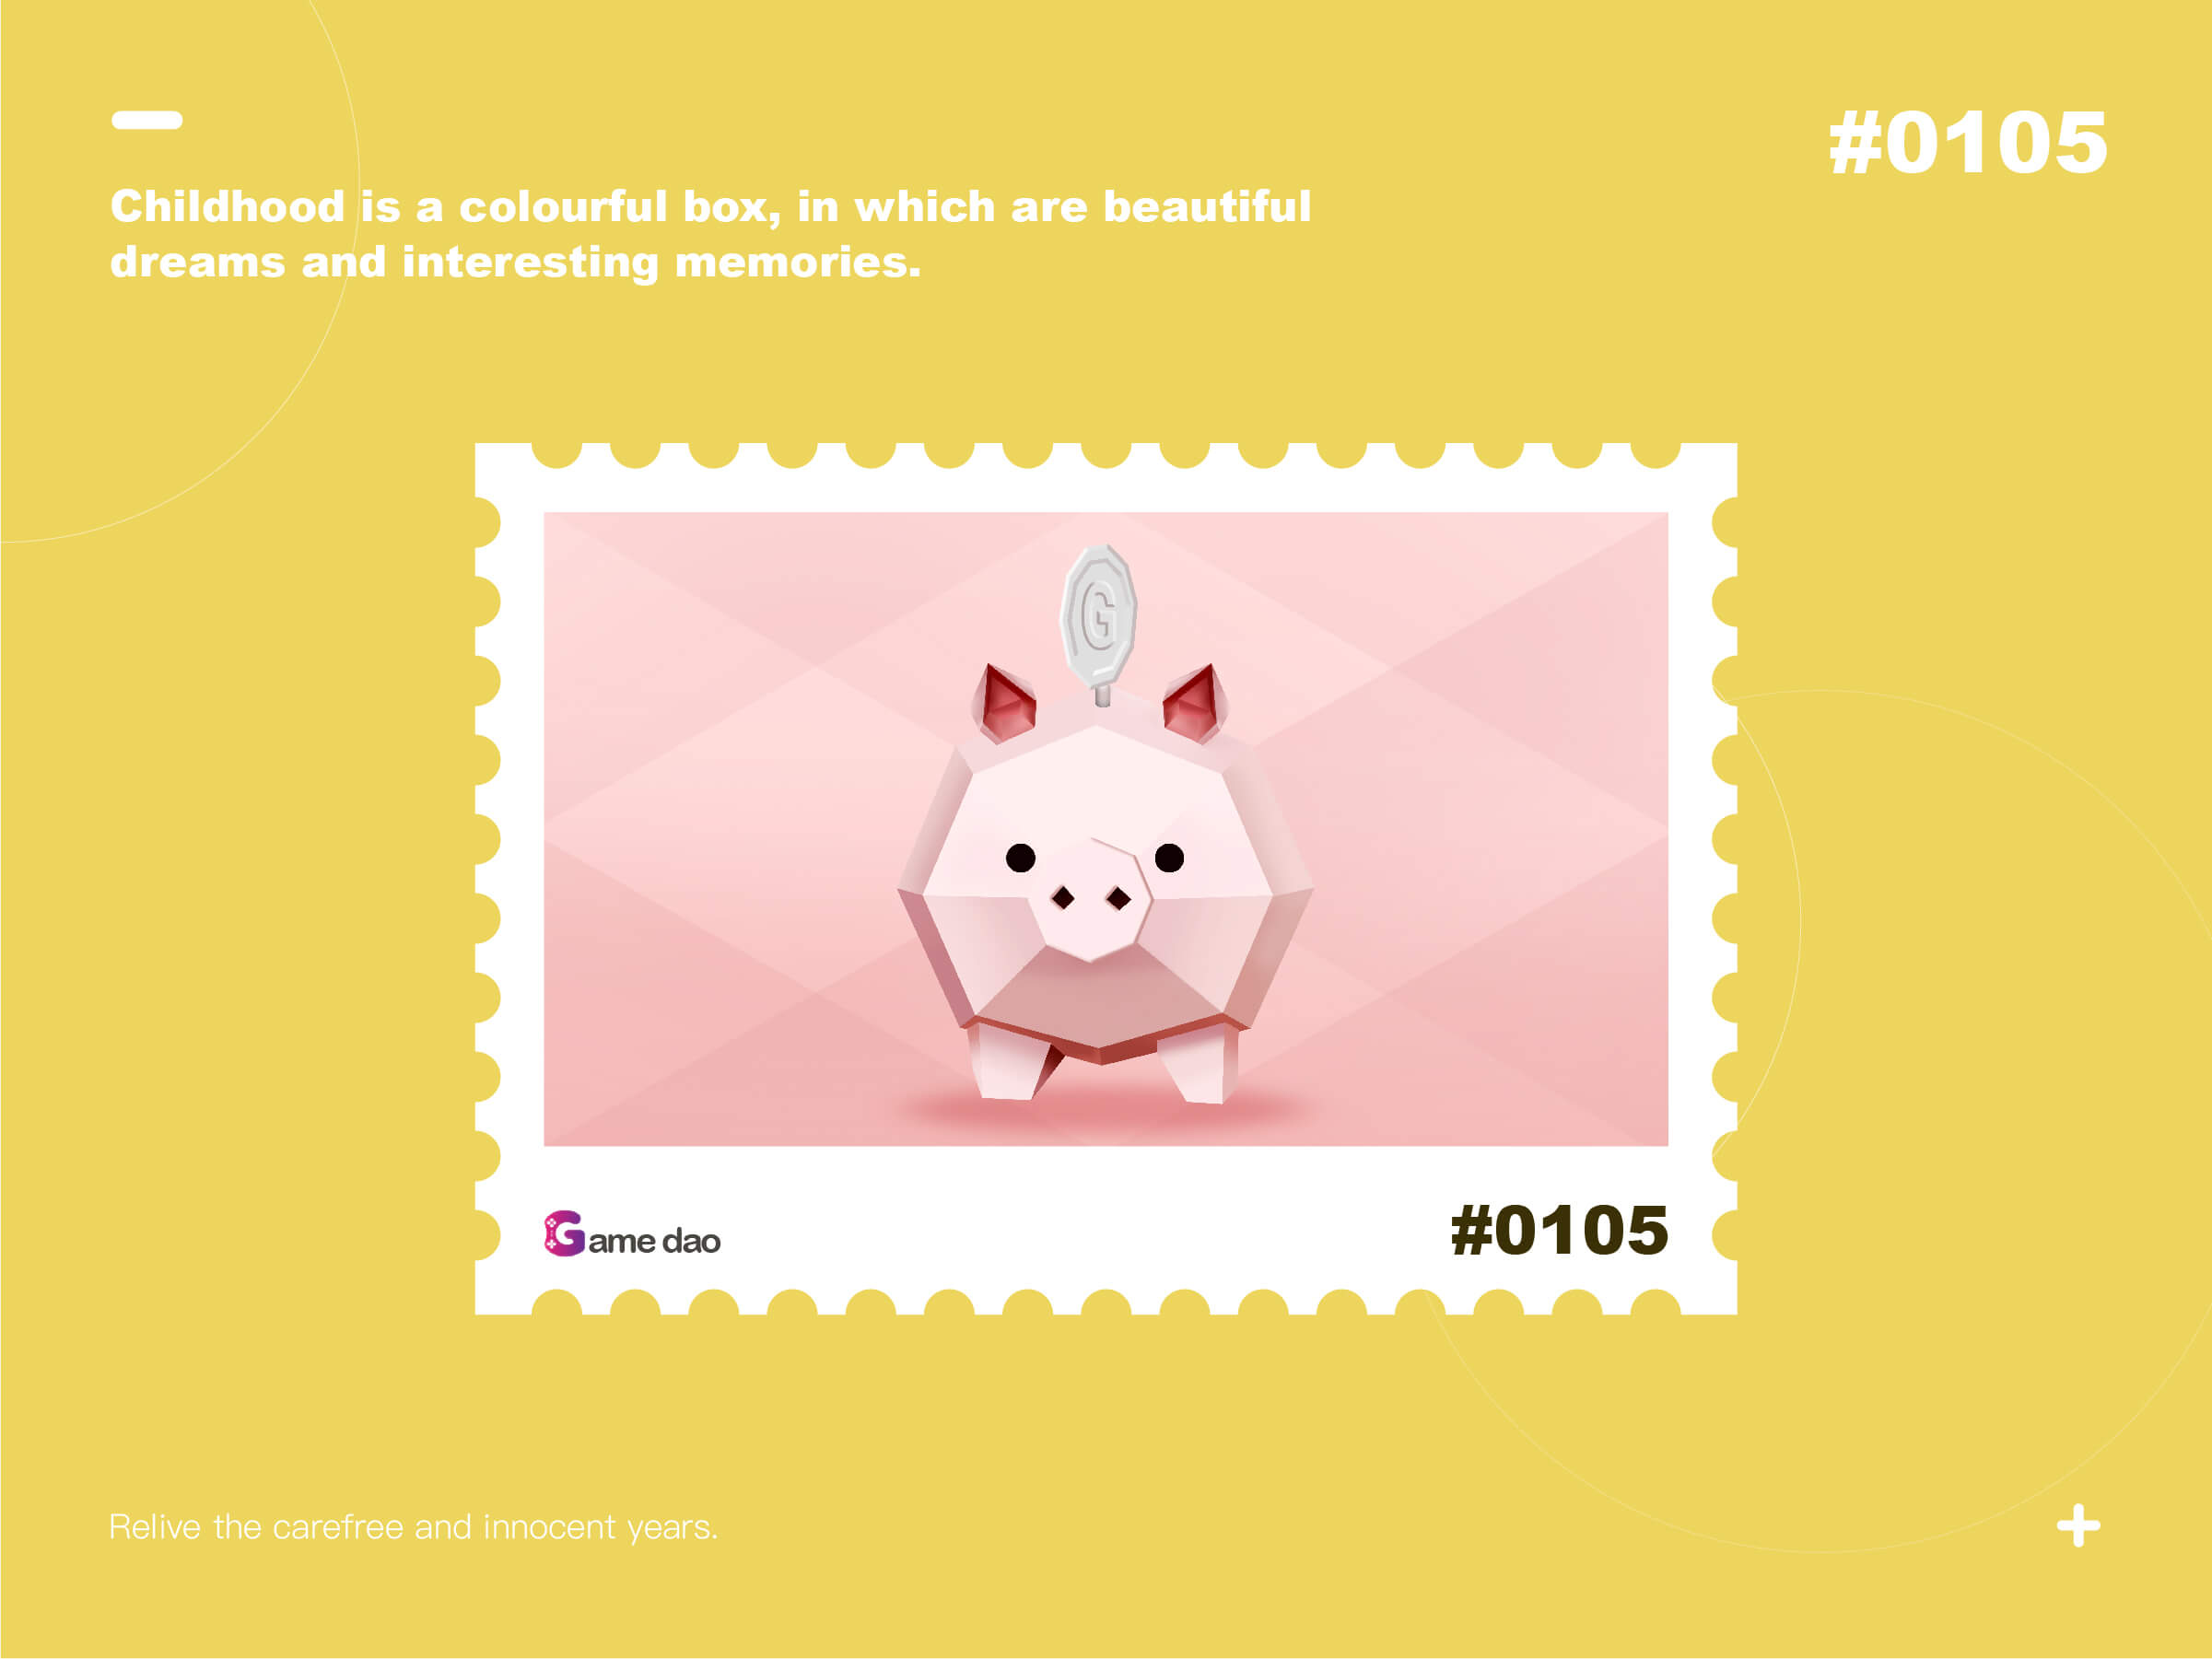 #0105
Childhood is a colourful box, in which are beautiful
dreams and interesting memories.
G
Game dao
#0105
Relive the carefree and innocent years.